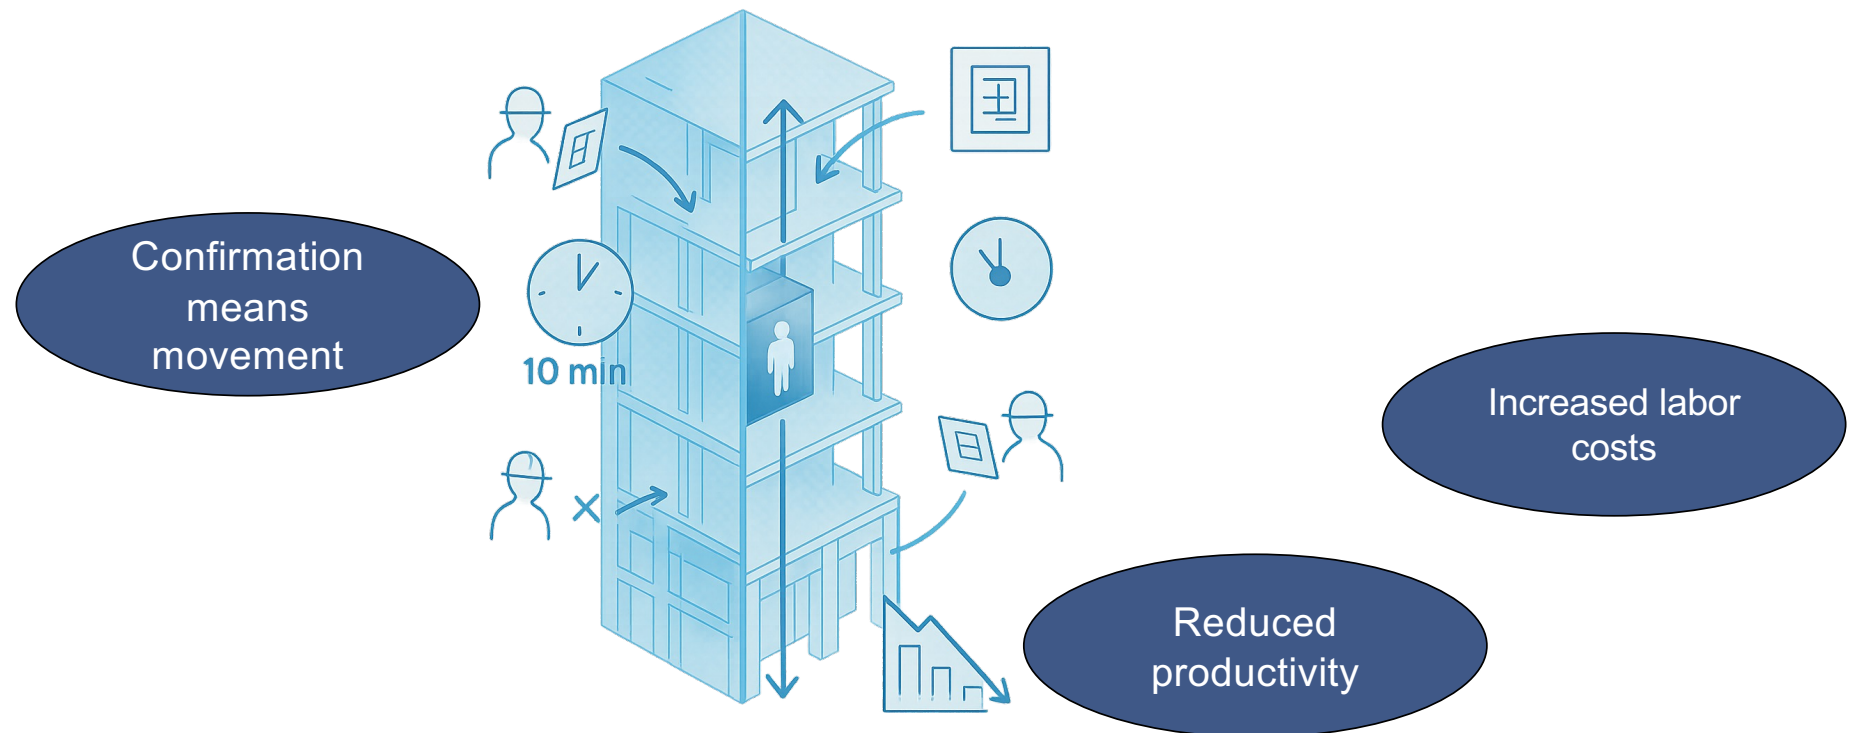 Confirmation
means
movement
10 min
Increased labor
costs
Reduced
productivity